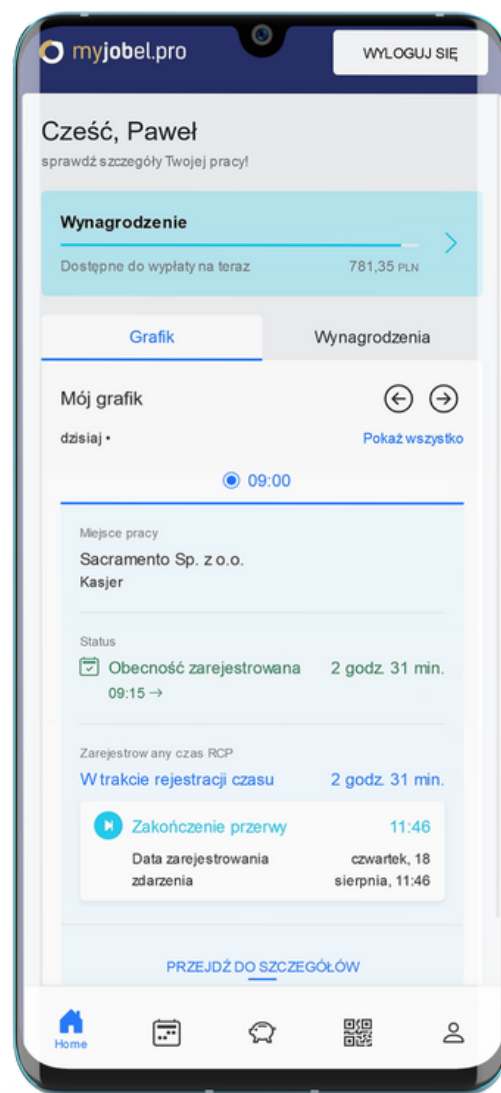 myjobel.pro
WYLOGUJ SIĘ
Cześć, Paweł
sprawdź szczegóły Twojej pracy!
Wynagrodzenie
Dostępne do wypłaty na teraz 781,35 PLN
Grafik Wynagrodzenia
Mój grafik
dzisiaj • Pokaż wszystko
09:00
Miejsce pracy
Sacramento Sp. z o.o.
Kasjer
Status
Obecność zarejestrowana 2 godz. 31 min.
09:15 →
Zarejestrowany czas RCP
W trakcie rejestracji czasu 2 godz. 31 min.
Zakończenie przerwy 11:46
Data zarejestrowania czwartek, 18
zdarzenia sierpnia, 11:46
PRZEJDŹ DO SZCZEGÓŁÓW
Home